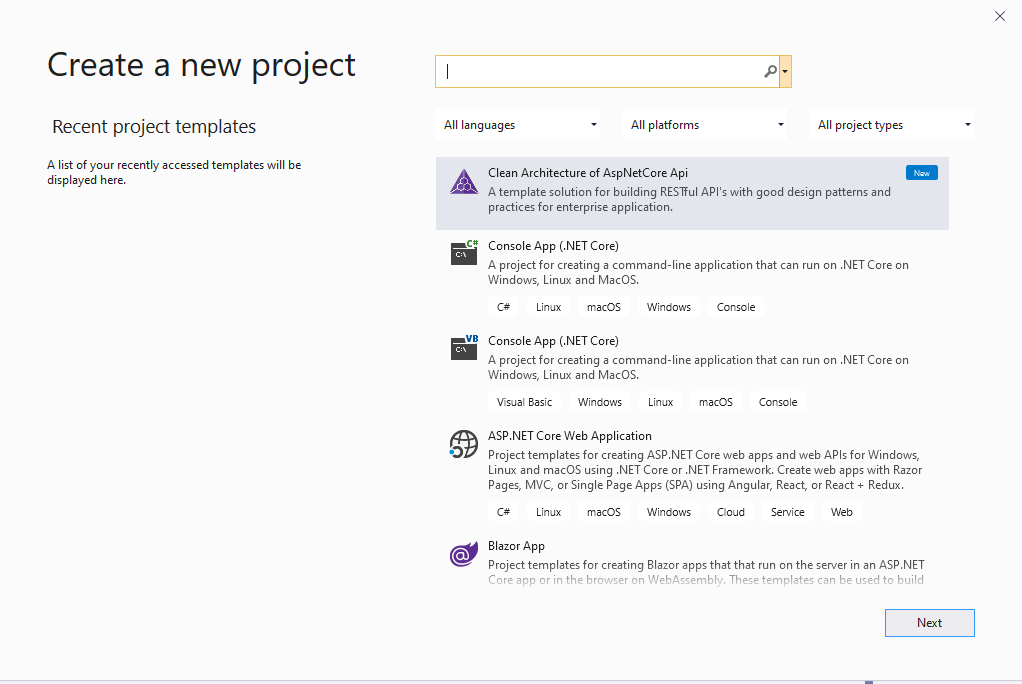 Create a new project
Recent project templates
A list of your recently accessed templates will be
displayed here.
All languages
All platforms
All project types
Clean Architecture of AspNetCore Api
New
A template solution for building RESTful API's with good design patterns and
practices for enterprise application.
C#
C:\
Console App (.NET Core)
A project for creating a command-line application that can run on .NET Core on
Windows, Linux and MacOS.
C# Linux macOS Windows Console
VB
C:\
Console App (.NET Core)
A project for creating a command-line application that can run on .NET Core on
Windows, Linux and MacOS.
Visual Basic Windows Linux macOS Console
ASP.NET Core Web Application
Project templates for creating ASP.NET Core web apps and web APIs for Windows,
Linux and macOS using .NET Core or .NET Framework. Create web apps with Razor
Pages, MVC, or Single Page Apps (SPA) using Angular, React, or React + Redux.
C# Linux macOS Windows Cloud Service Web
@
Blazor App
Project templates for creating Blazor apps that that run on the server in an ASP.NET
Core app or in the browser on WebAssembly. These templates can be used to build
Next